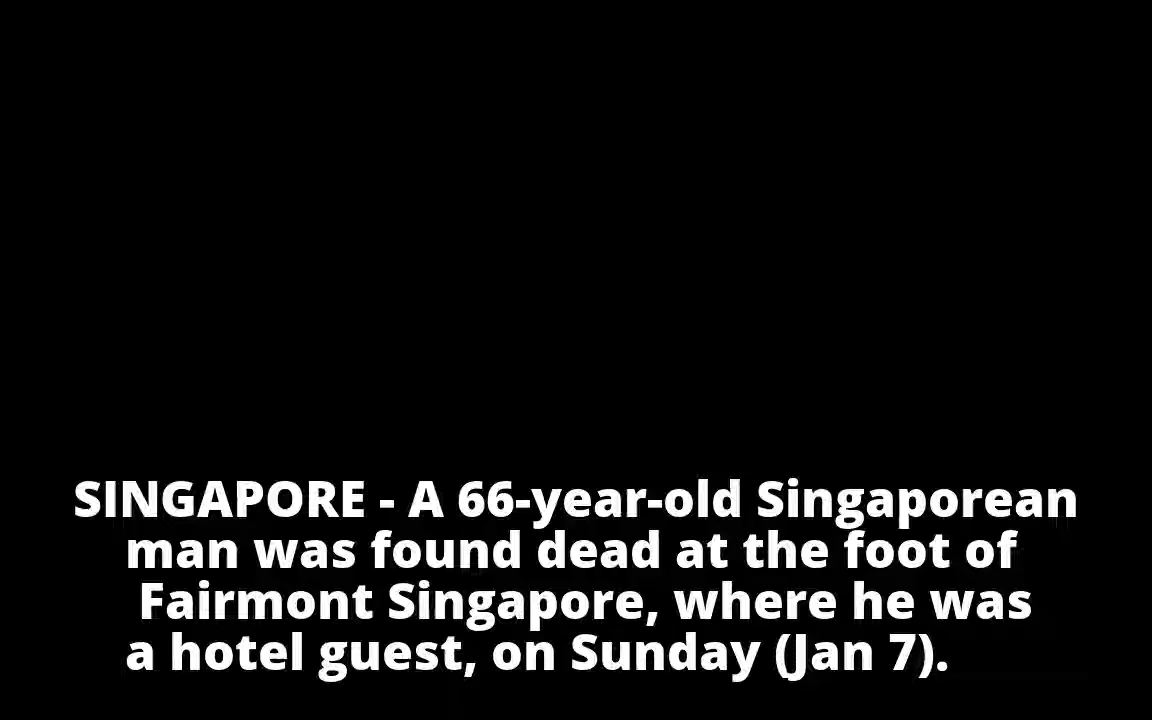 SINGAPORE - A 66-year-old Singaporean
man was found dead at the foot of
Fairmont Singapore, where he was
a hotel guest, on Sunday (Jan 7).